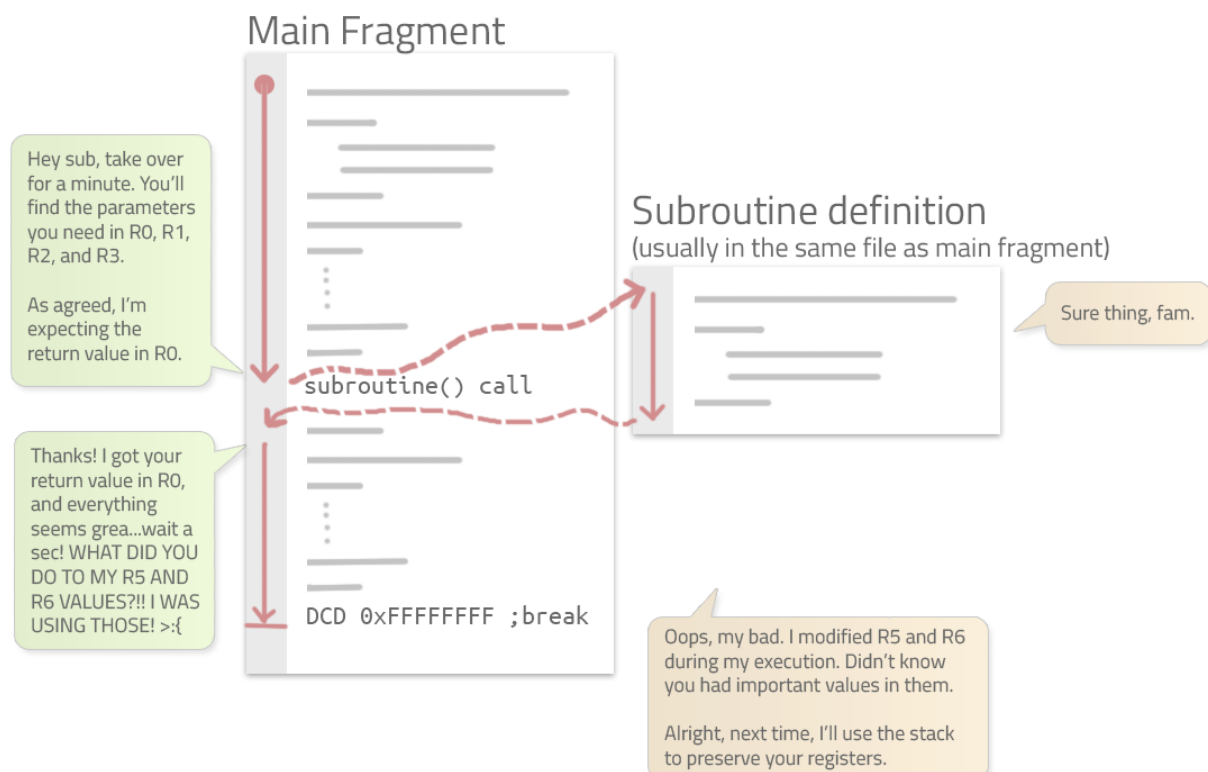 Main Fragment
Hey sub, take over
for a minute. You'll
find the parameters
you need in R0, R1,
R2, and R3.
As agreed, I'm
expecting the
return value in R0.
Subroutine definition
(usually in the same file as main fragment)
Sure thing, fam.
subroutine() call
Thanks! I got your
return value in R0,
and everything
seems grea...wait a
sec! WHAT DID YOU
DO TO MY R5 AND
R6 VALUES?!! I WAS
USING THOSE! >:{
DCD 0xFFFFFFFF ;break
Oops, my bad. I modified R5 and R6
during my execution. Didn't know
you had important values in them.
Alright, next time, I'll use the stack
to preserve your registers.